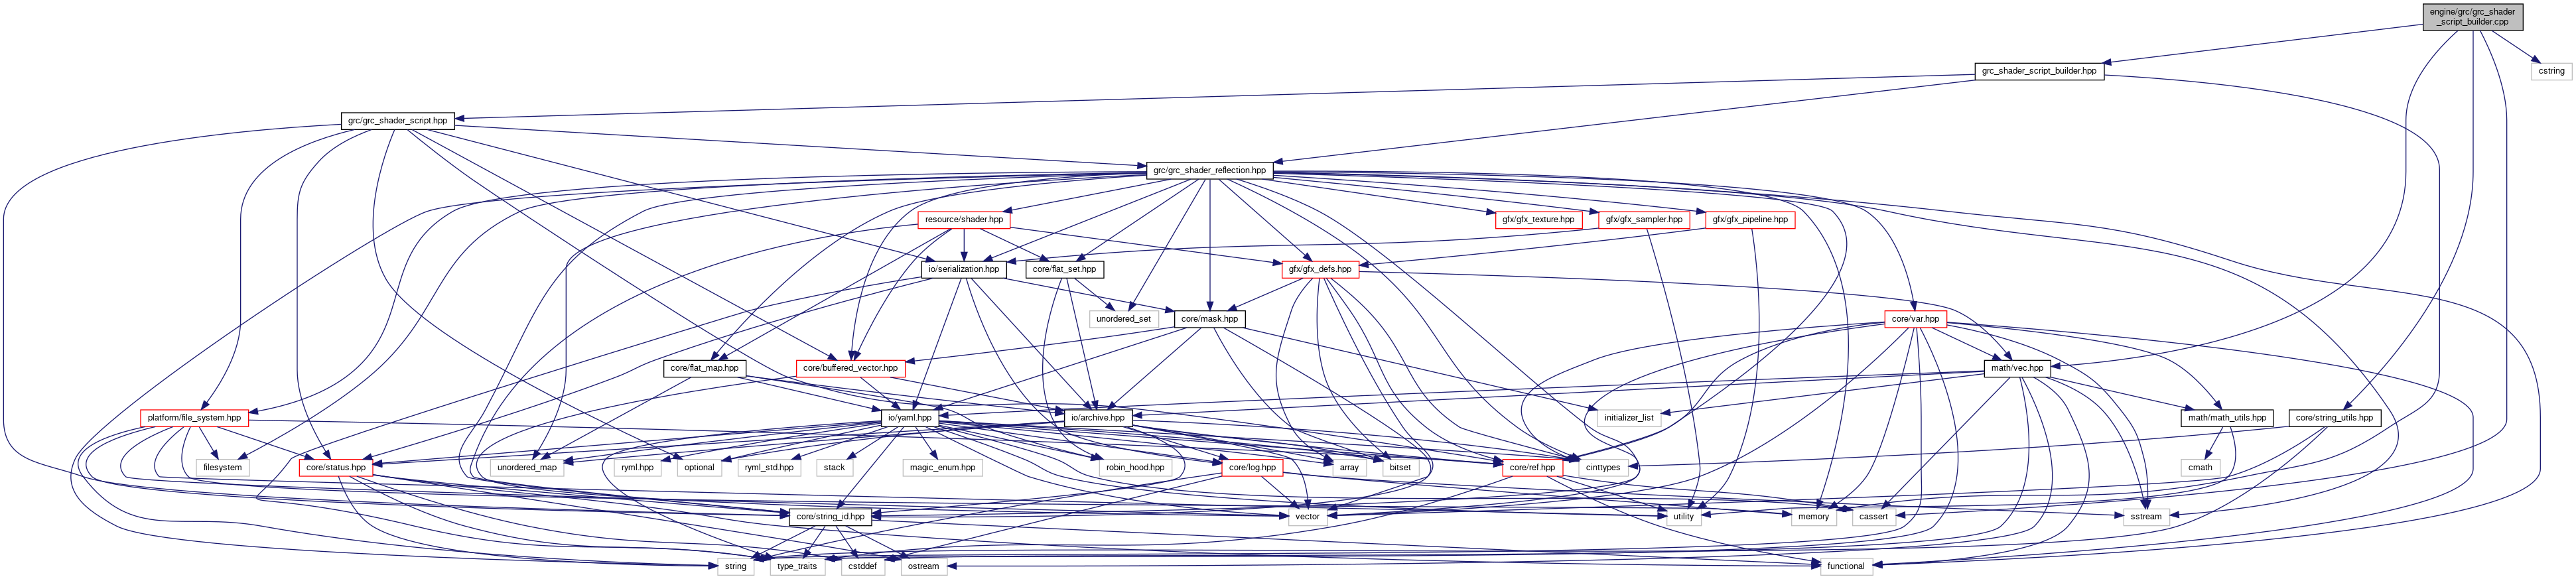 engine/grc/grc_shader
_script_builder.cpp
grc_shader_script_builder.hpp
cstring
grc/grc_shader_script.hpp
grc/grc_shader_reflection.hpp
resource/shader.hpp
gfx/gfx_texture.hpp
gfx/gfx_sampler.hpp
gfx/gfx_pipeline.hpp
io/serialization.hpp
core/flat_set.hpp
gfx/gfx_defs.hpp
unordered_set
core/mask.hpp
core/var.hpp
core/flat_map.hpp
core/buffered_vector.hpp
math/vec.hpp
platform/file_system.hpp
io/yaml.hpp
io/archive.hpp
initializer_list
math/math_utils.hpp
core/string_utils.hpp
filesystem
core/status.hpp
unordered_map
ryml.hpp
optional
ryml_std.hpp
stack
magic_enum.hpp
robin_hood.hpp
core/log.hpp
array
bitset
core/ref.hpp
cinttypes
cmath
core/string_id.hpp
vector
utility
memory
cassert
sstream
string
type_traits
cstddef
ostream
functional